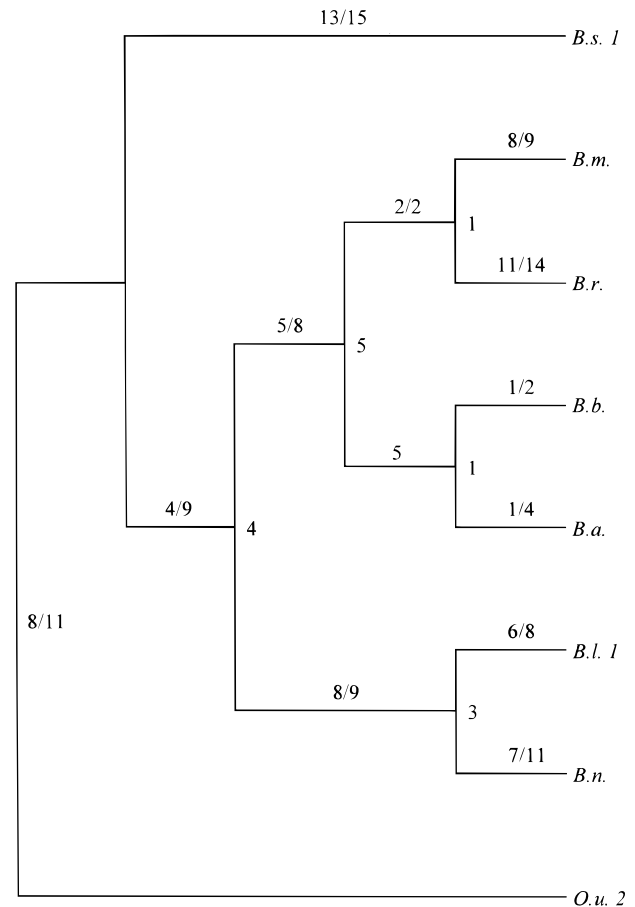 13/15
B.s. 1
8/9
B.m.
2/2
1
11/14
B.r.
5/8
5
1/2
B.b.
5
1
4/9
4
1/4
B.a.
8/11
6/8
B.l. 1
8/9
3
7/11
B.n.
O.u. 2